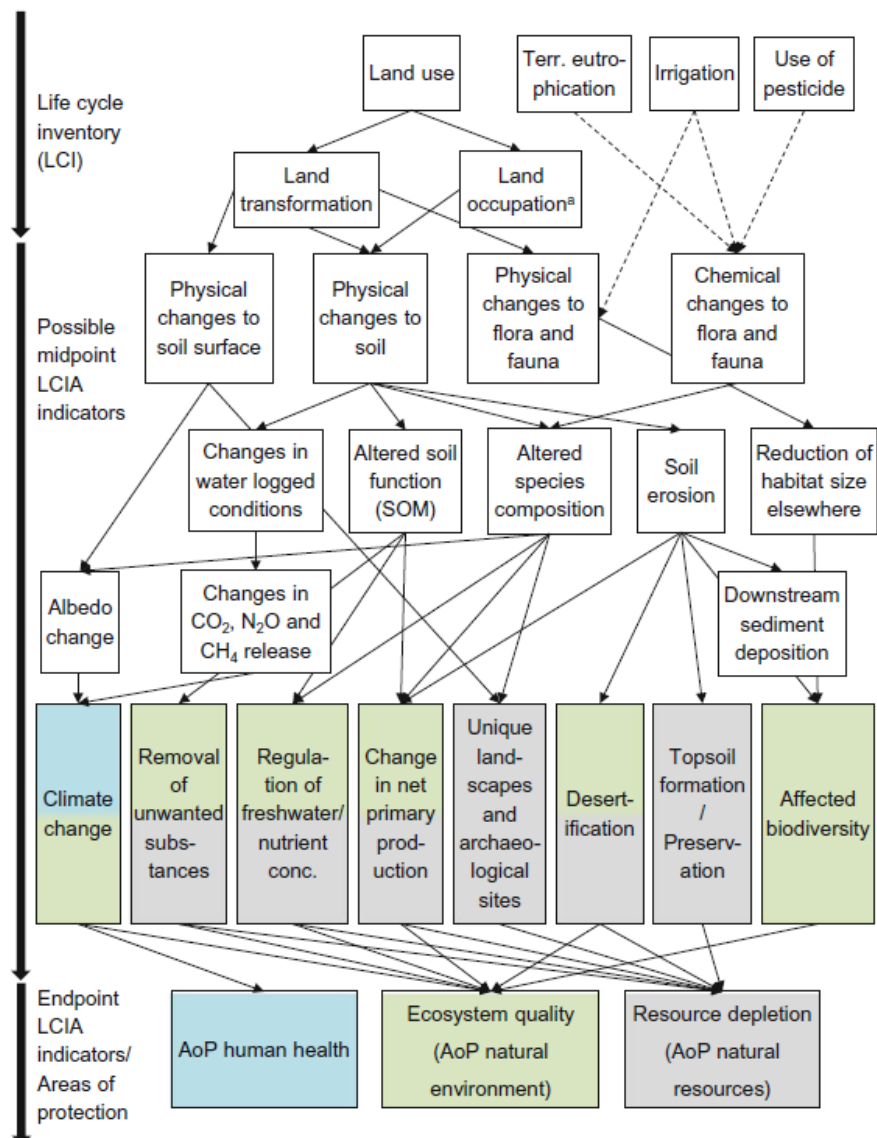 Life cycle
inventory
(LCI)
Land use
Terr. eutro-
phication
Irrigation
Use of
pesticide
Land
transformation
Land
occupationᵃ
Possible
midpoint
LCIA
indicators
Physical
changes to
soil surface
Physical
changes to
soil
Physical
changes to
flora and
fauna
Chemical
changes to
flora and
fauna
Changes in
water logged
conditions
Altered soil
function
(SOM)
Altered
species
composition
Soil
erosion
Reduction of
habitat size
elsewhere
Albedo
change
Changes in
CO₂, N₂O and
CH₄ release
Downstream
sediment
deposition
Climate
change
Removal
of
unwanted
subs-
tances
Regula-
tion of
freshwater/
nutrient
conc.
Change
in net
primary
prod-
uction
Unique
land-
scapes
and
archaeo-
logical
sites
Desert-
ification
Topsoil
formation
/
Preserv-
ation
Affected
biodiversity
Endpoint
LCIA
indicators/
Areas of
protection
AoP human health
Ecosystem quality
(AoP natural
environment)
Resource depletion
(AoP natural
resources)